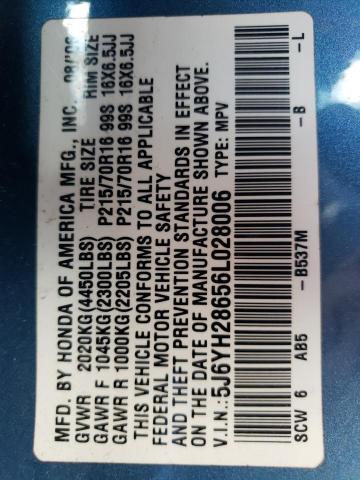 MFD. BY HONDA OF AMERICA MFG., INC.
GVWR 2020KG(4450LBS) TIRE SIZE RIM SIZE
GAWR F 1045KG(2300LBS) P215/70R16 99S 16X6.5JJ
GAWR R 1000KG(2205LBS) P215/70R16 99S 16X6.5JJ
THIS VEHICLE CONFORMS TO ALL APPLICABLE
FEDERAL MOTOR VEHICLE SAFETY
AND THEFT PREVENTION STANDARDS IN EFFECT
ON THE DATE OF MANUFACTURE SHOWN ABOVE.
V.I.N.:5J6YH28656L028006 TYPE: MPV
SCW 6 AB5 -B537M -B -L